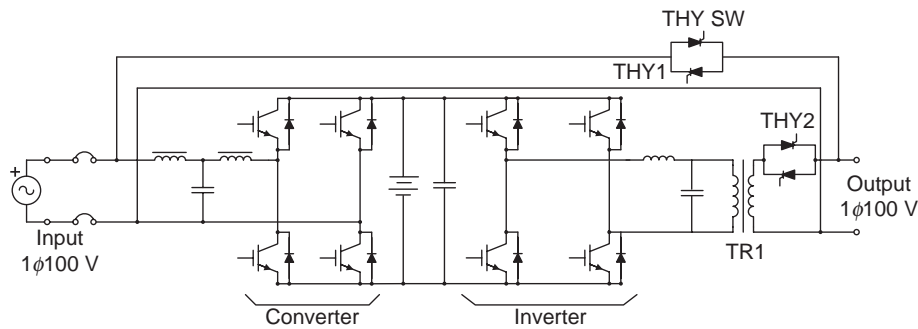 THY SW
THY1
THY2
+
Input
1ϕ100 V
Output
1ϕ100 V
TR1
Converter
Inverter